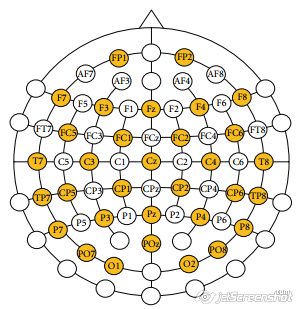 FP1 FP2
AF7 AF3 AF4 AF8
F7 F5 F3 F1 Fz F2 F4 F6 F8
FT7 FC5 FC3 FC1 FCz FC2 FC4 FC6 FT8
T7 C5 C3 C1 Cz C2 C4 C6 T8
TP7 CP5 CP3 CP1 CPz CP2 CP4 CP6 TP8
P7 P5 P3 P1 Pz P2 P4 P6 P8
PO7 POz PO8
O1 O2
JetScreenshot